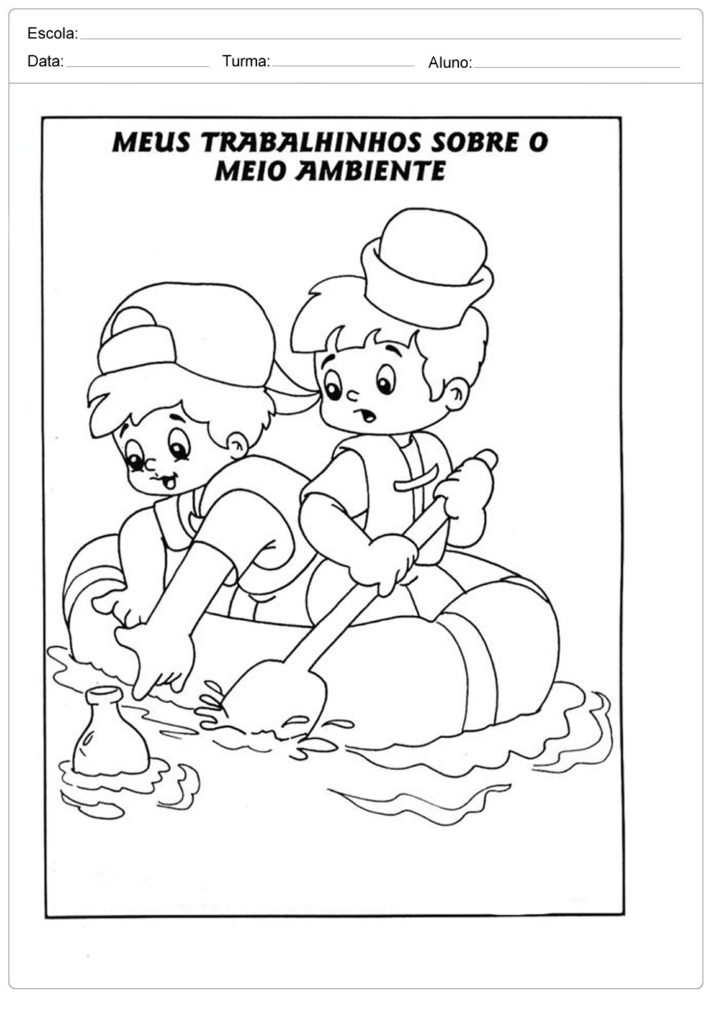 Escola:
Data: Turma: Aluno:
MEUS TRABALHINHOS SOBRE O
MEIO AMBIENTE